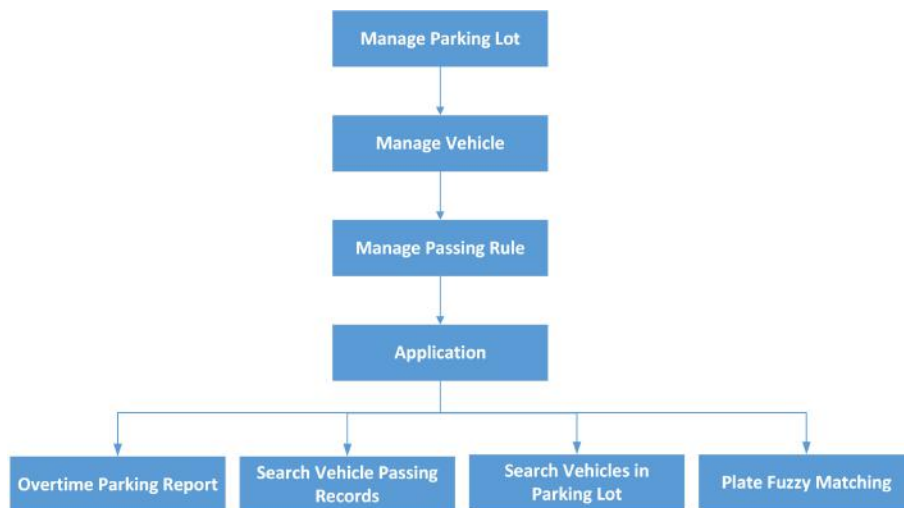 Manage Parking Lot
Manage Vehicle
Manage Passing Rule
Application
Overtime Parking Report
Search Vehicle Passing
Records
Search Vehicles in
Parking Lot
Plate Fuzzy Matching